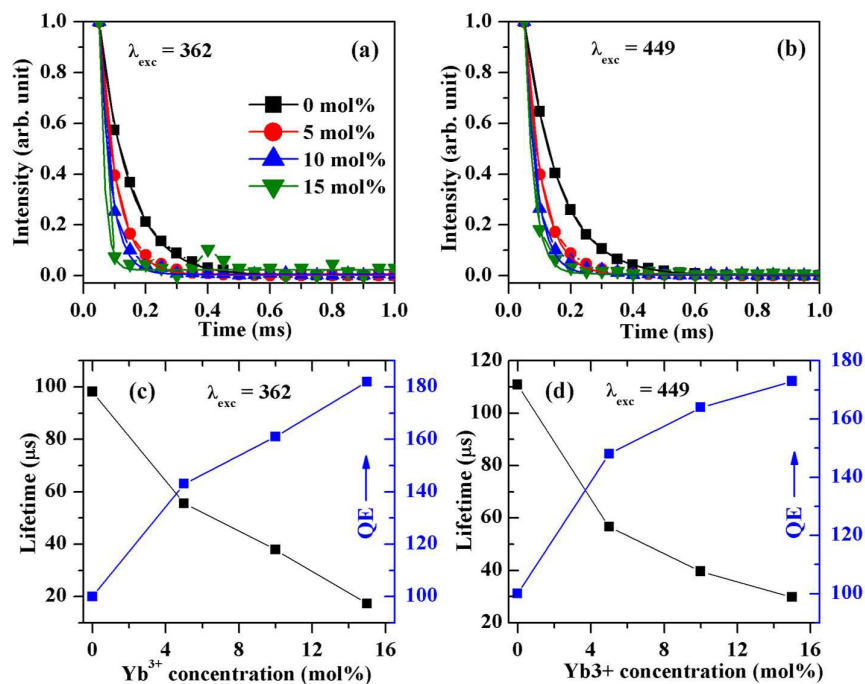 (a)
λexc = 362
0 mol%
5 mol%
10 mol%
15 mol%
Intensity (arb. unit)
1.0
0.8
0.6
0.4
0.2
0.0
0.0 0.2 0.4 0.6 0.8 1.0
Time (ms)
(b)
λexc = 449
Intensity (arb. unit)
1.0
0.8
0.6
0.4
0.2
0.0
0.0 0.2 0.4 0.6 0.8 1.0
Time (ms)
(c)
λexc = 362
Lifetime (μs)
100
80
60
40
20
QE
180
160
140
120
100
0 4 8 12 16
Yb3+ concentration (mol%)
(d)
λexc = 449
Lifetime (μs)
120
110
100
80
60
40
20
QE
180
160
140
120
100
0 4 8 12 16
Yb3+ concentration (mol%)